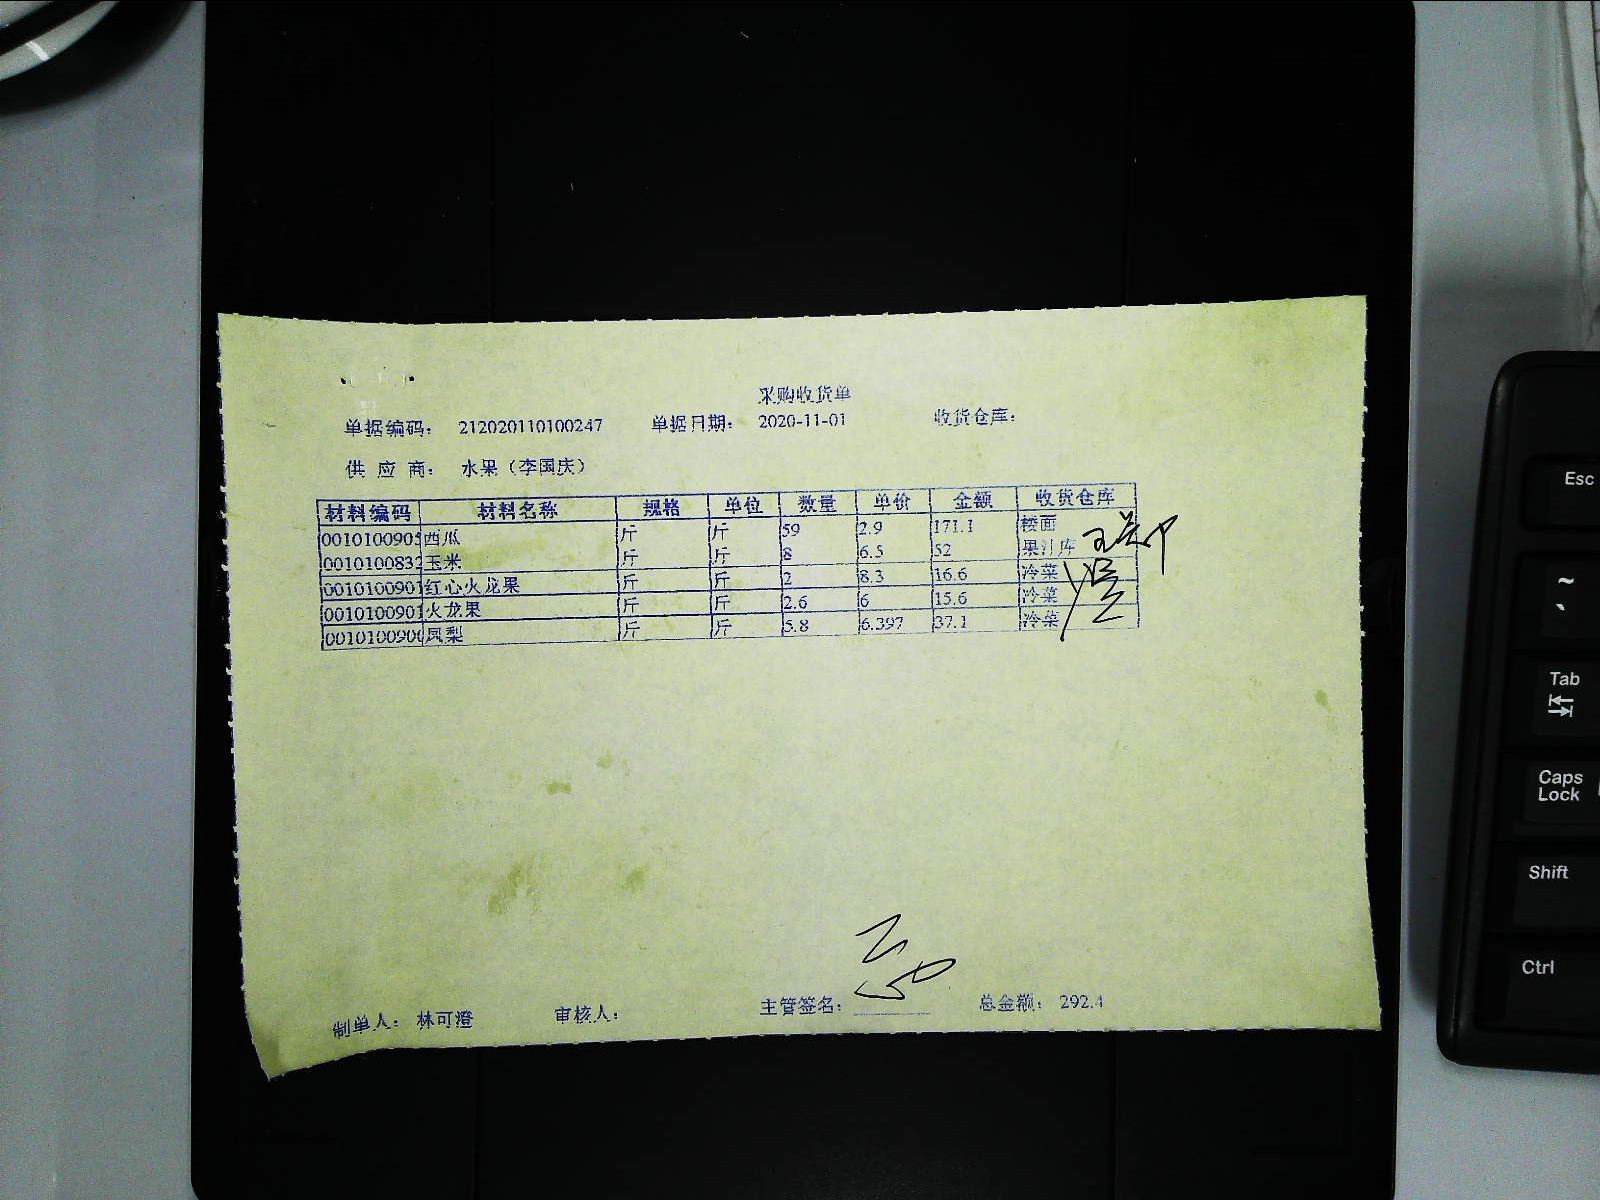 采购收货单
单据编码： 212020110100247 单据日期： 2020-11-01 收货仓库：
供 应 商： 水果（李国庆）
材料编码 材料名称 规格 单位 数量 单价 金额 收货仓库
0010100905 西瓜 斤 斤 59 2.9 171.1 楼面
0010100832 玉米 斤 斤 8 6.5 52 果汁库
0010100901 红心火龙果 斤 斤 2 8.3 16.6 冷菜
0010100901 火龙果 斤 斤 2.6 6 15.6 冷菜
0010100900 凤梨 斤 斤 5.8 6.397 37.1 冷菜
制单人： 林可澄 审核人： 主管签名： 总金额： 292.4
Esc
~
`
Tab
Caps
Lock
Shift
Ctrl